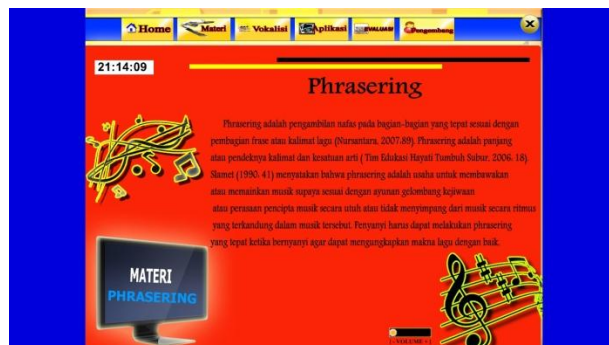 Home Materi Vokalisi Aplikasi EVALUASI Pengembang
21:14:09
Phrasering
Phrasering adalah pengambilan nafas pada bagian-bagian yang tepat sesuai dengan
pembagian frase atau kalimat lagu (Nursantara, 2007:89). Phrasering adalah panjang
atau pendeknya kalimat dan kesatuan arti ( Tim Edukasi Hayati Tumbuh Subur, 2006. 18).
Slamet (1990. 41) menyatakan bahwa phrasering adalah usaha untuk membawakan
atau memainkan musik supaya sesuai dengan ayunan gelombang kejiwaan
atau perasaan pencipta musik secara utuh atau tidak menyimpang dari musik secara ritmus
yang terkandung dalam musik tersebut. Penyanyi harus dapat melakukan phrasering
yang tepat ketika bernyanyi agar dapat mengungkapkan makna lagu dengan baik.
MATERI
PHRASERING
[ - VOLUME + ]